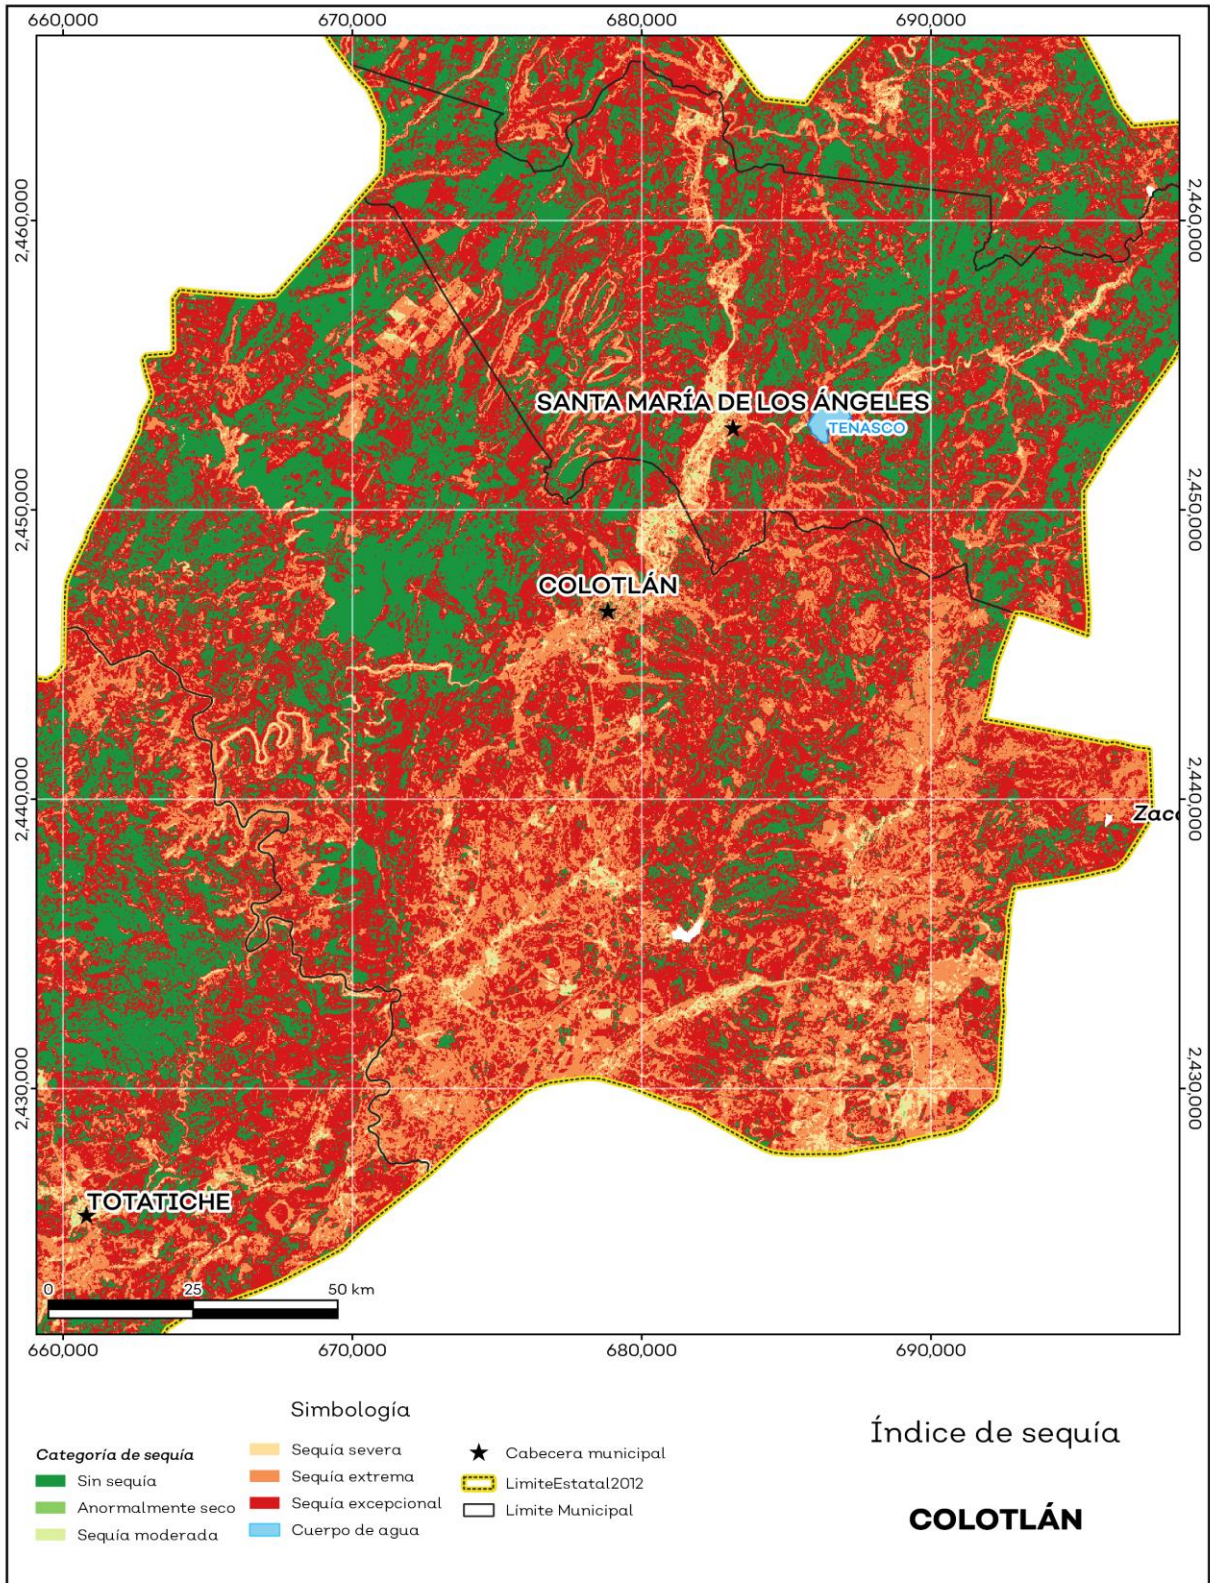 660,000 670,000 680,000 690,000
2,460,000 2,460,000
SANTA MARÍA DE LOS ÁNGELES
TENASCO
2,450,000 2,450,000
COLOTLÁN
2,440,000 2,440,000
Zaca
2,430,000 2,430,000
TOTATICHE
0 25 50 km
660,000 670,000 680,000 690,000
Simbología
Categoría de sequía
Sin sequía
Anormalmente seco
Sequía moderada
Sequía severa
Sequía extrema
Sequía excepcional
Cuerpo de agua
Cabecera municipal
LimiteEstatal2012
Límite Municipal
Índice de sequía
COLOTLÁN